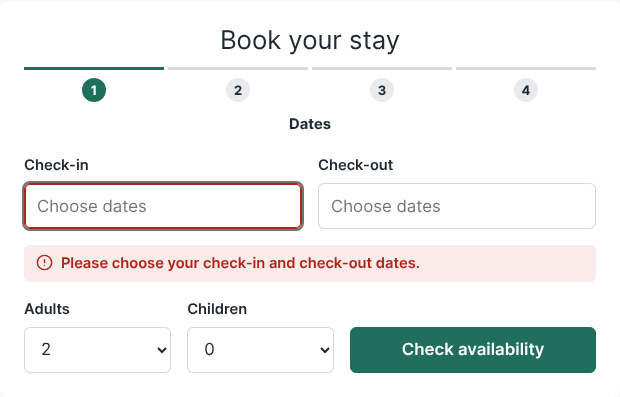 Book your stay
1 2 3 4
Dates
Check-in Check-out
Choose dates Choose dates
Please choose your check-in and check-out dates.
Adults Children
2 0 Check availability